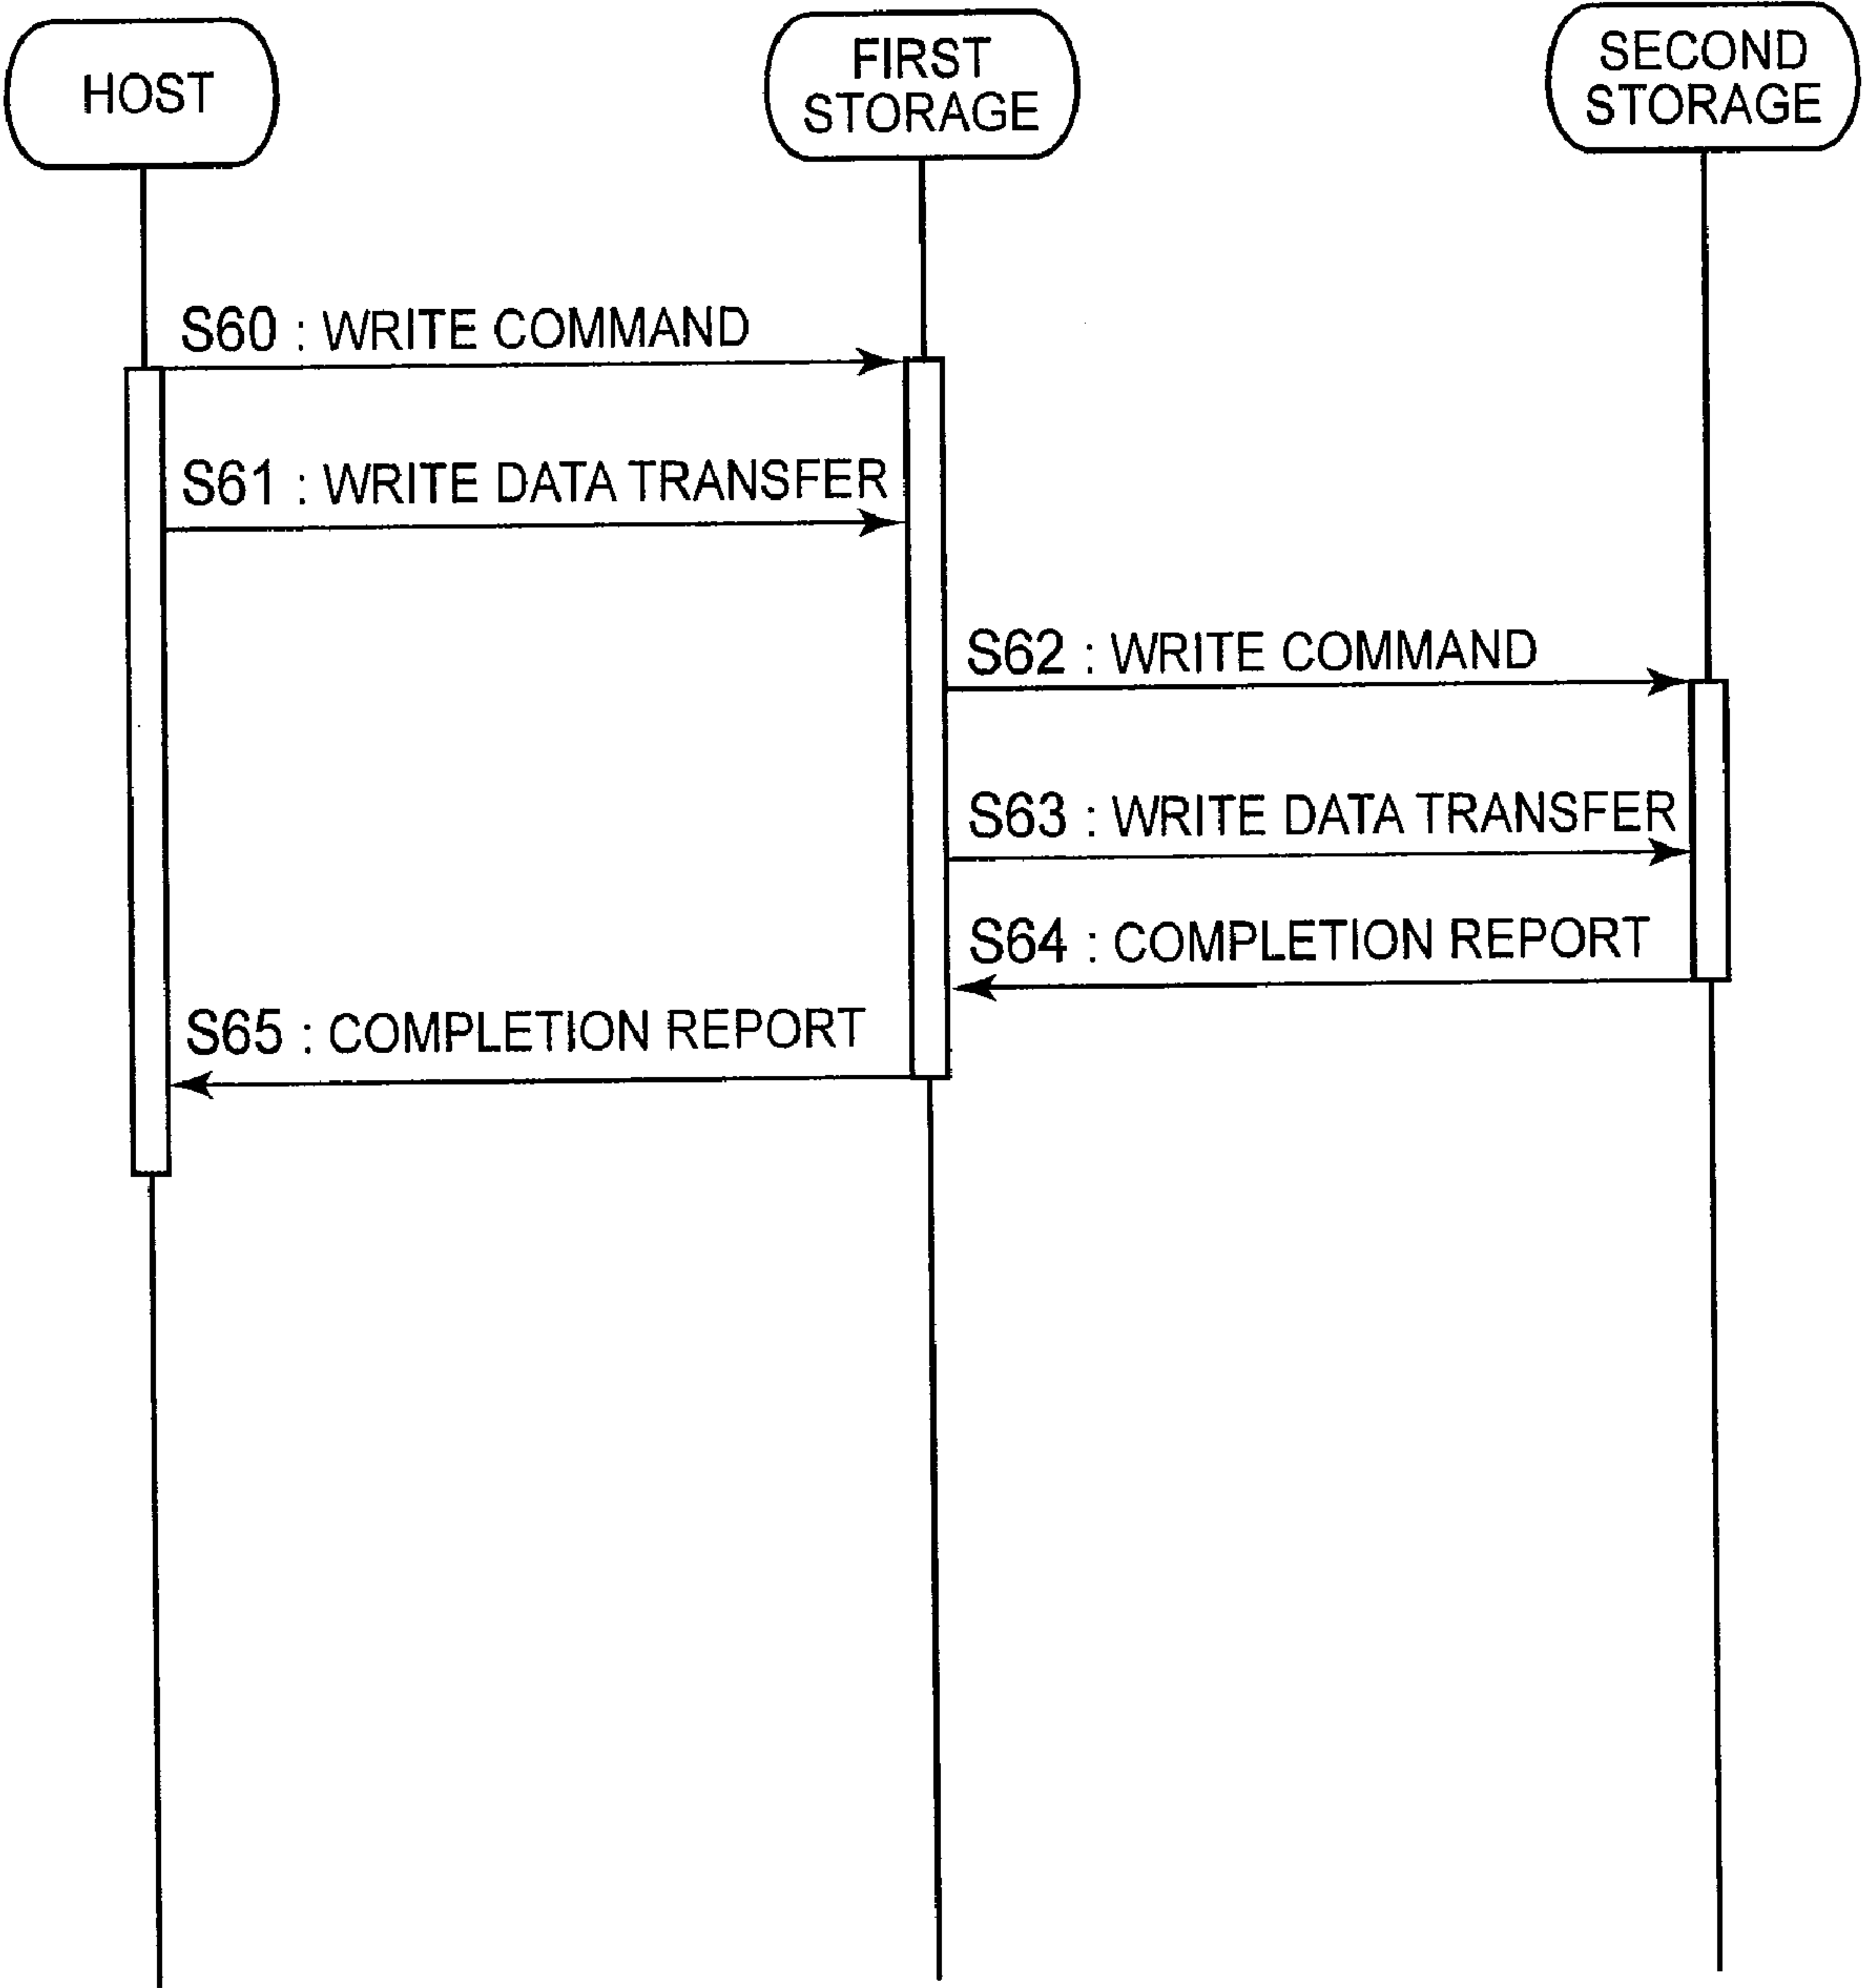 HOST
FIRST
STORAGE
SECOND
STORAGE
S60 : WRITE COMMAND
S61 : WRITE DATA TRANSFER
S62 : WRITE COMMAND
S63 : WRITE DATA TRANSFER
S64 : COMPLETION REPORT
S65 : COMPLETION REPORT